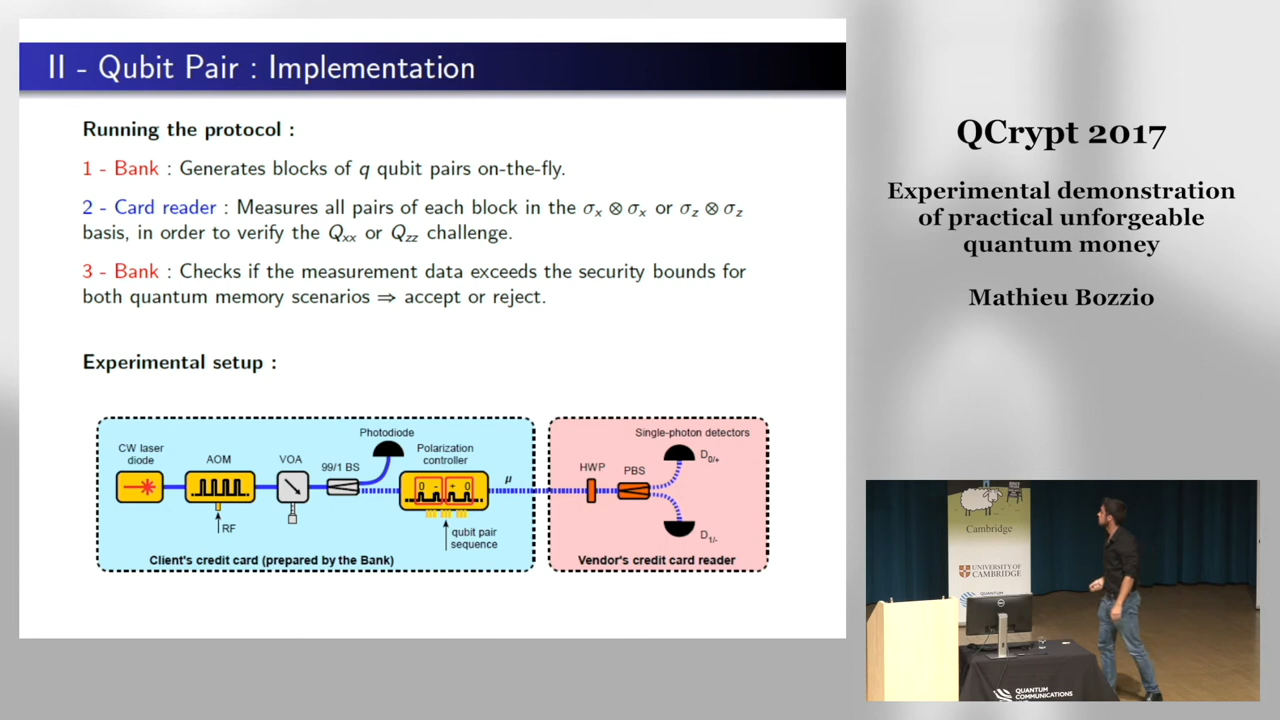 II - Qubit Pair : Implementation
Running the protocol :
1 - Bank : Generates blocks of q qubit pairs on-the-fly.
2 - Card reader : Measures all pairs of each block in the σx ⊗ σx or σz ⊗ σz
basis, in order to verify the Qxx or Qzz challenge.
3 - Bank : Checks if the measurement data exceeds the security bounds for
both quantum memory scenarios ⇒ accept or reject.
Experimental setup :
CW laser
diode
AOM
RF
VOA
99/1 BS
Photodiode
Polarization
controller
0 - + 0
μ
qubit pair
sequence
Client's credit card (prepared by the Bank)
Single-photon detectors
HWP
PBS
D0/+
D1/-
Vendor's credit card reader
QCrypt 2017
Experimental demonstration
of practical unforgeable
quantum money
Mathieu Bozzio
Cambridge
UNIVERSITY OF
CAMBRIDGE
QUANTUM
DELL
QUANTUM
COMMUNICATIONS